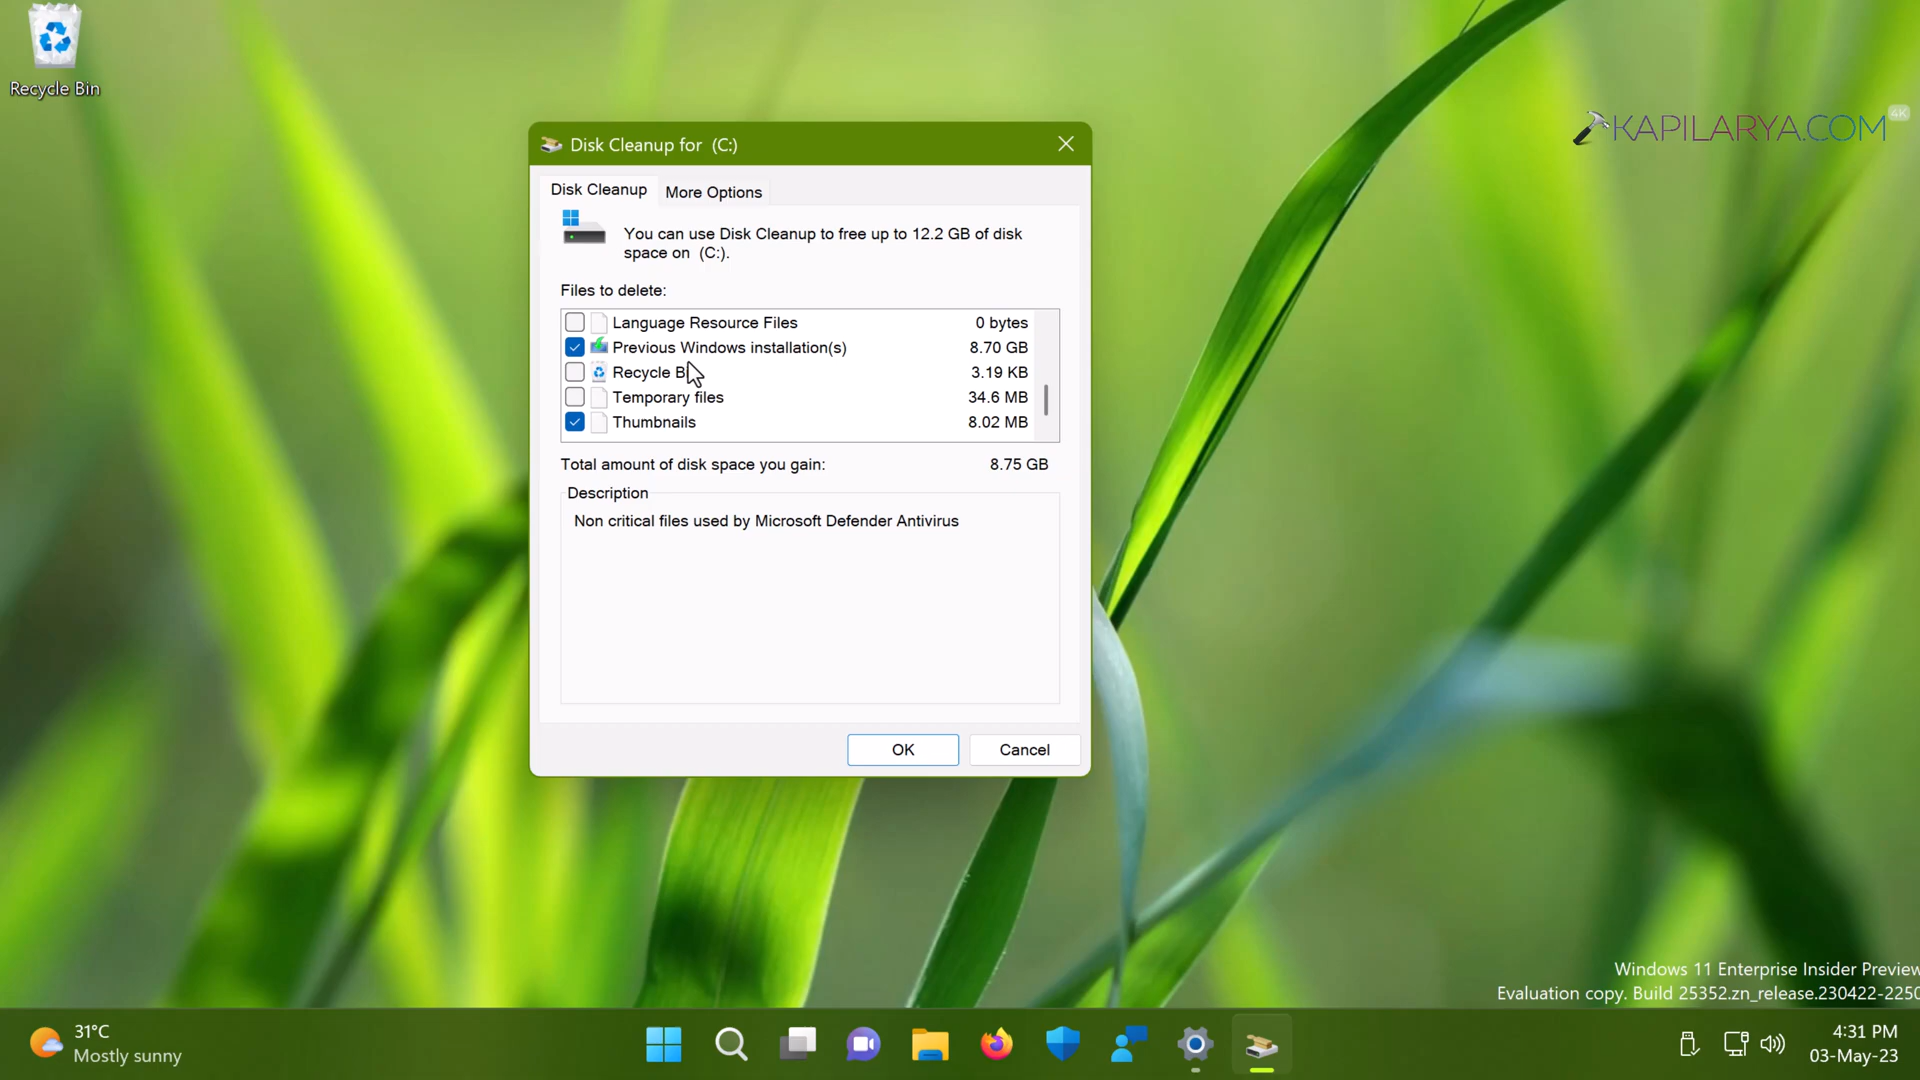 Recycle Bin
4K
KAPILARYA.COM
Disk Cleanup for (C:)
Disk Cleanup
More Options
You can use Disk Cleanup to free up to 12.2 GB of disk
space on (C:).
Files to delete:
Language Resource Files 0 bytes
Previous Windows installation(s) 8.70 GB
Recycle Bi 3.19 KB
Temporary files 34.6 MB
Thumbnails 8.02 MB
Total amount of disk space you gain: 8.75 GB
Description
Non critical files used by Microsoft Defender Antivirus
OK
Cancel
Windows 11 Enterprise Insider Preview
Evaluation copy. Build 25352.zn_release.230422-2250
31°C
Mostly sunny
4:31 PM
03-May-23